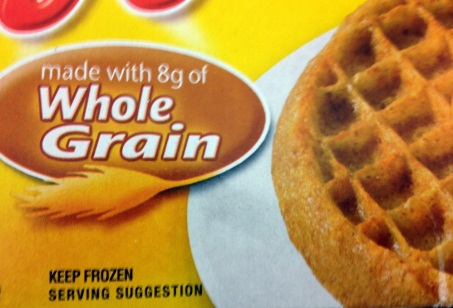 made with 8g of
Whole
Grain
KEEP FROZEN
SERVING SUGGESTION